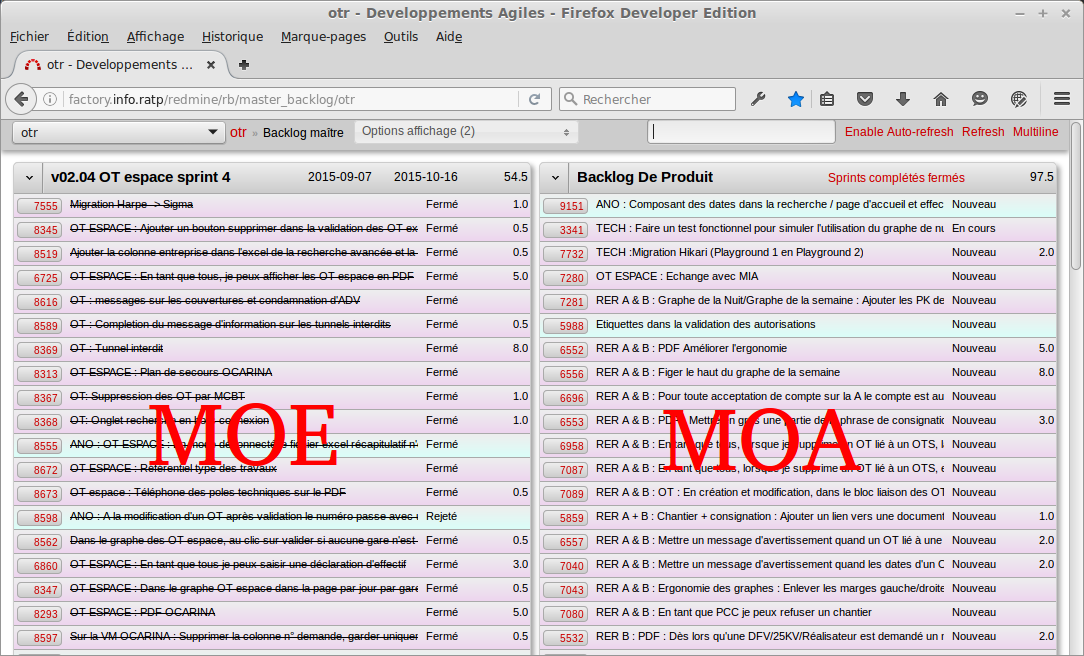 otr - Developpements Agiles - Firefox Developer Edition
Fichier Édition Affichage Historique Marque-pages Outils Aide
otr - Developpements ...
factory.info.ratp/redmine/rb/master_backlog/otr Rechercher
otr otr » Backlog maître Options affichage (2) Enable Auto-refresh Refresh Multiline
v02.04 OT espace sprint 4 2015-09-07 2015-10-16 54.5
7555 Migration Harpe -> Sigma Fermé 1.0
8345 OT ESPACE : Ajouter un bouton supprimer dans la validation des OT ex Fermé 0.5
8519 Ajouter la colonne entreprise dans l'excel de la recherche avancée et la Fermé 0.5
6725 OT ESPACE : En tant que tous, je peux afficher les OT espace en PDF Fermé 5.0
8616 OT : messages sur les couvertures et condamnation d'ADV Fermé
8589 OT : Completion du message d'information sur les tunnels interdits Fermé 0.5
8369 OT : Tunnel interdit Fermé 8.0
8313 OT ESPACE : Plan de secours OCARINA Fermé
8367 OT: Suppression des OT par MCBT Fermé 1.0
8368 OT: Onglet recherche en hors connexion Fermé 1.0
8555 ANO : OT ESPACE : En mode déconnecté le fichier excel récapitulatif n' Fermé
8672 OT ESPACE : Référentiel type des travaux Fermé
8673 OT espace : Téléphone des poles techniques sur le PDF Fermé 0.5
8598 ANO : A la modification d'un OT après validation le numéro passe avec Rejeté
8562 Dans le graphe des OT espace, au clic sur valider si aucune gare n'est Fermé 0.5
6860 OT ESPACE : En tant que tous je peux saisir une déclaration d'effectif Fermé 3.0
8347 OT ESPACE : Dans le graphe OT espace dans la page par jour par gare Fermé 0.5
8293 OT ESPACE : PDF OCARINA Fermé 5.0
8597 Sur la VM OCARINA : Supprimer la colonne n° demande, garder uniquer Fermé 0.5
MOE
Backlog De Produit Sprints complétés fermés 97.5
9151 ANO : Composant des dates dans la recherche / page d'accueil et effec Nouveau
3341 TECH : Faire un test fonctionnel pour simuler l'utilisation du graphe de nu En cours
7732 TECH :Migration Hikari (Playground 1 en Playground 2) Nouveau 2.0
7280 OT ESPACE : Echange avec MIA Nouveau
7281 RER A & B : Graphe de la Nuit/Graphe de la semaine : Ajouter les PK de Nouveau
5988 Etiquettes dans la validation des autorisations Nouveau
6552 RER A & B : PDF Améliorer l'ergonomie Nouveau 5.0
6556 RER A & B : Figer le haut du graphe de la semaine Nouveau 8.0
6696 RER A & B : Pour toute acceptation de compte sur la A le compte est au Nouveau
6553 RER A & B : PDF : Mettre en gras une partie de la phrase de consignatio Nouveau 3.0
6958 RER A & B : En tant que tous, lorsque je supprime un OT lié à un OTS, Nouveau
7087 RER A & B : En tant que tous, lorsque je supprime un OT lié à un OTS, e Nouveau
7089 RER A & B : OT : En création et modification, dans le bloc liaison des OT Nouveau
5859 RER A + B : Chantier + consignation : Ajouter un lien vers une document Nouveau 1.0
6557 RER A & B : Mettre un message d'avertissement quand un OT lié à une Nouveau 2.0
7040 RER A & B : Mettre un message d'avertissement quand les dates d'un Nouveau 2.0
7043 RER A & B : Ergonomie des graphes : Enlever les marges gauche/droite Nouveau
7080 RER A & B : En tant que PCC je peux refuser un chantier Nouveau
5532 RER B : PDF : Dès lors qu'une DFV/25KV/Réalisateur est demandé un Nouveau 2.0
MOA